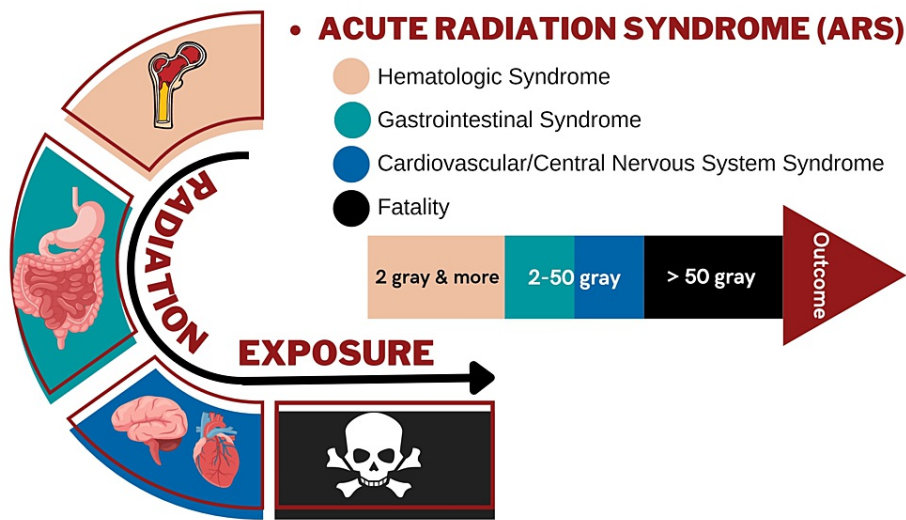 • ACUTE RADIATION SYNDROME (ARS)
Hematologic Syndrome
Gastrointestinal Syndrome
Cardiovascular/Central Nervous System Syndrome
Fatality
2 gray & more
2-50 gray
> 50 gray
Outcome
RADIATION
EXPOSURE